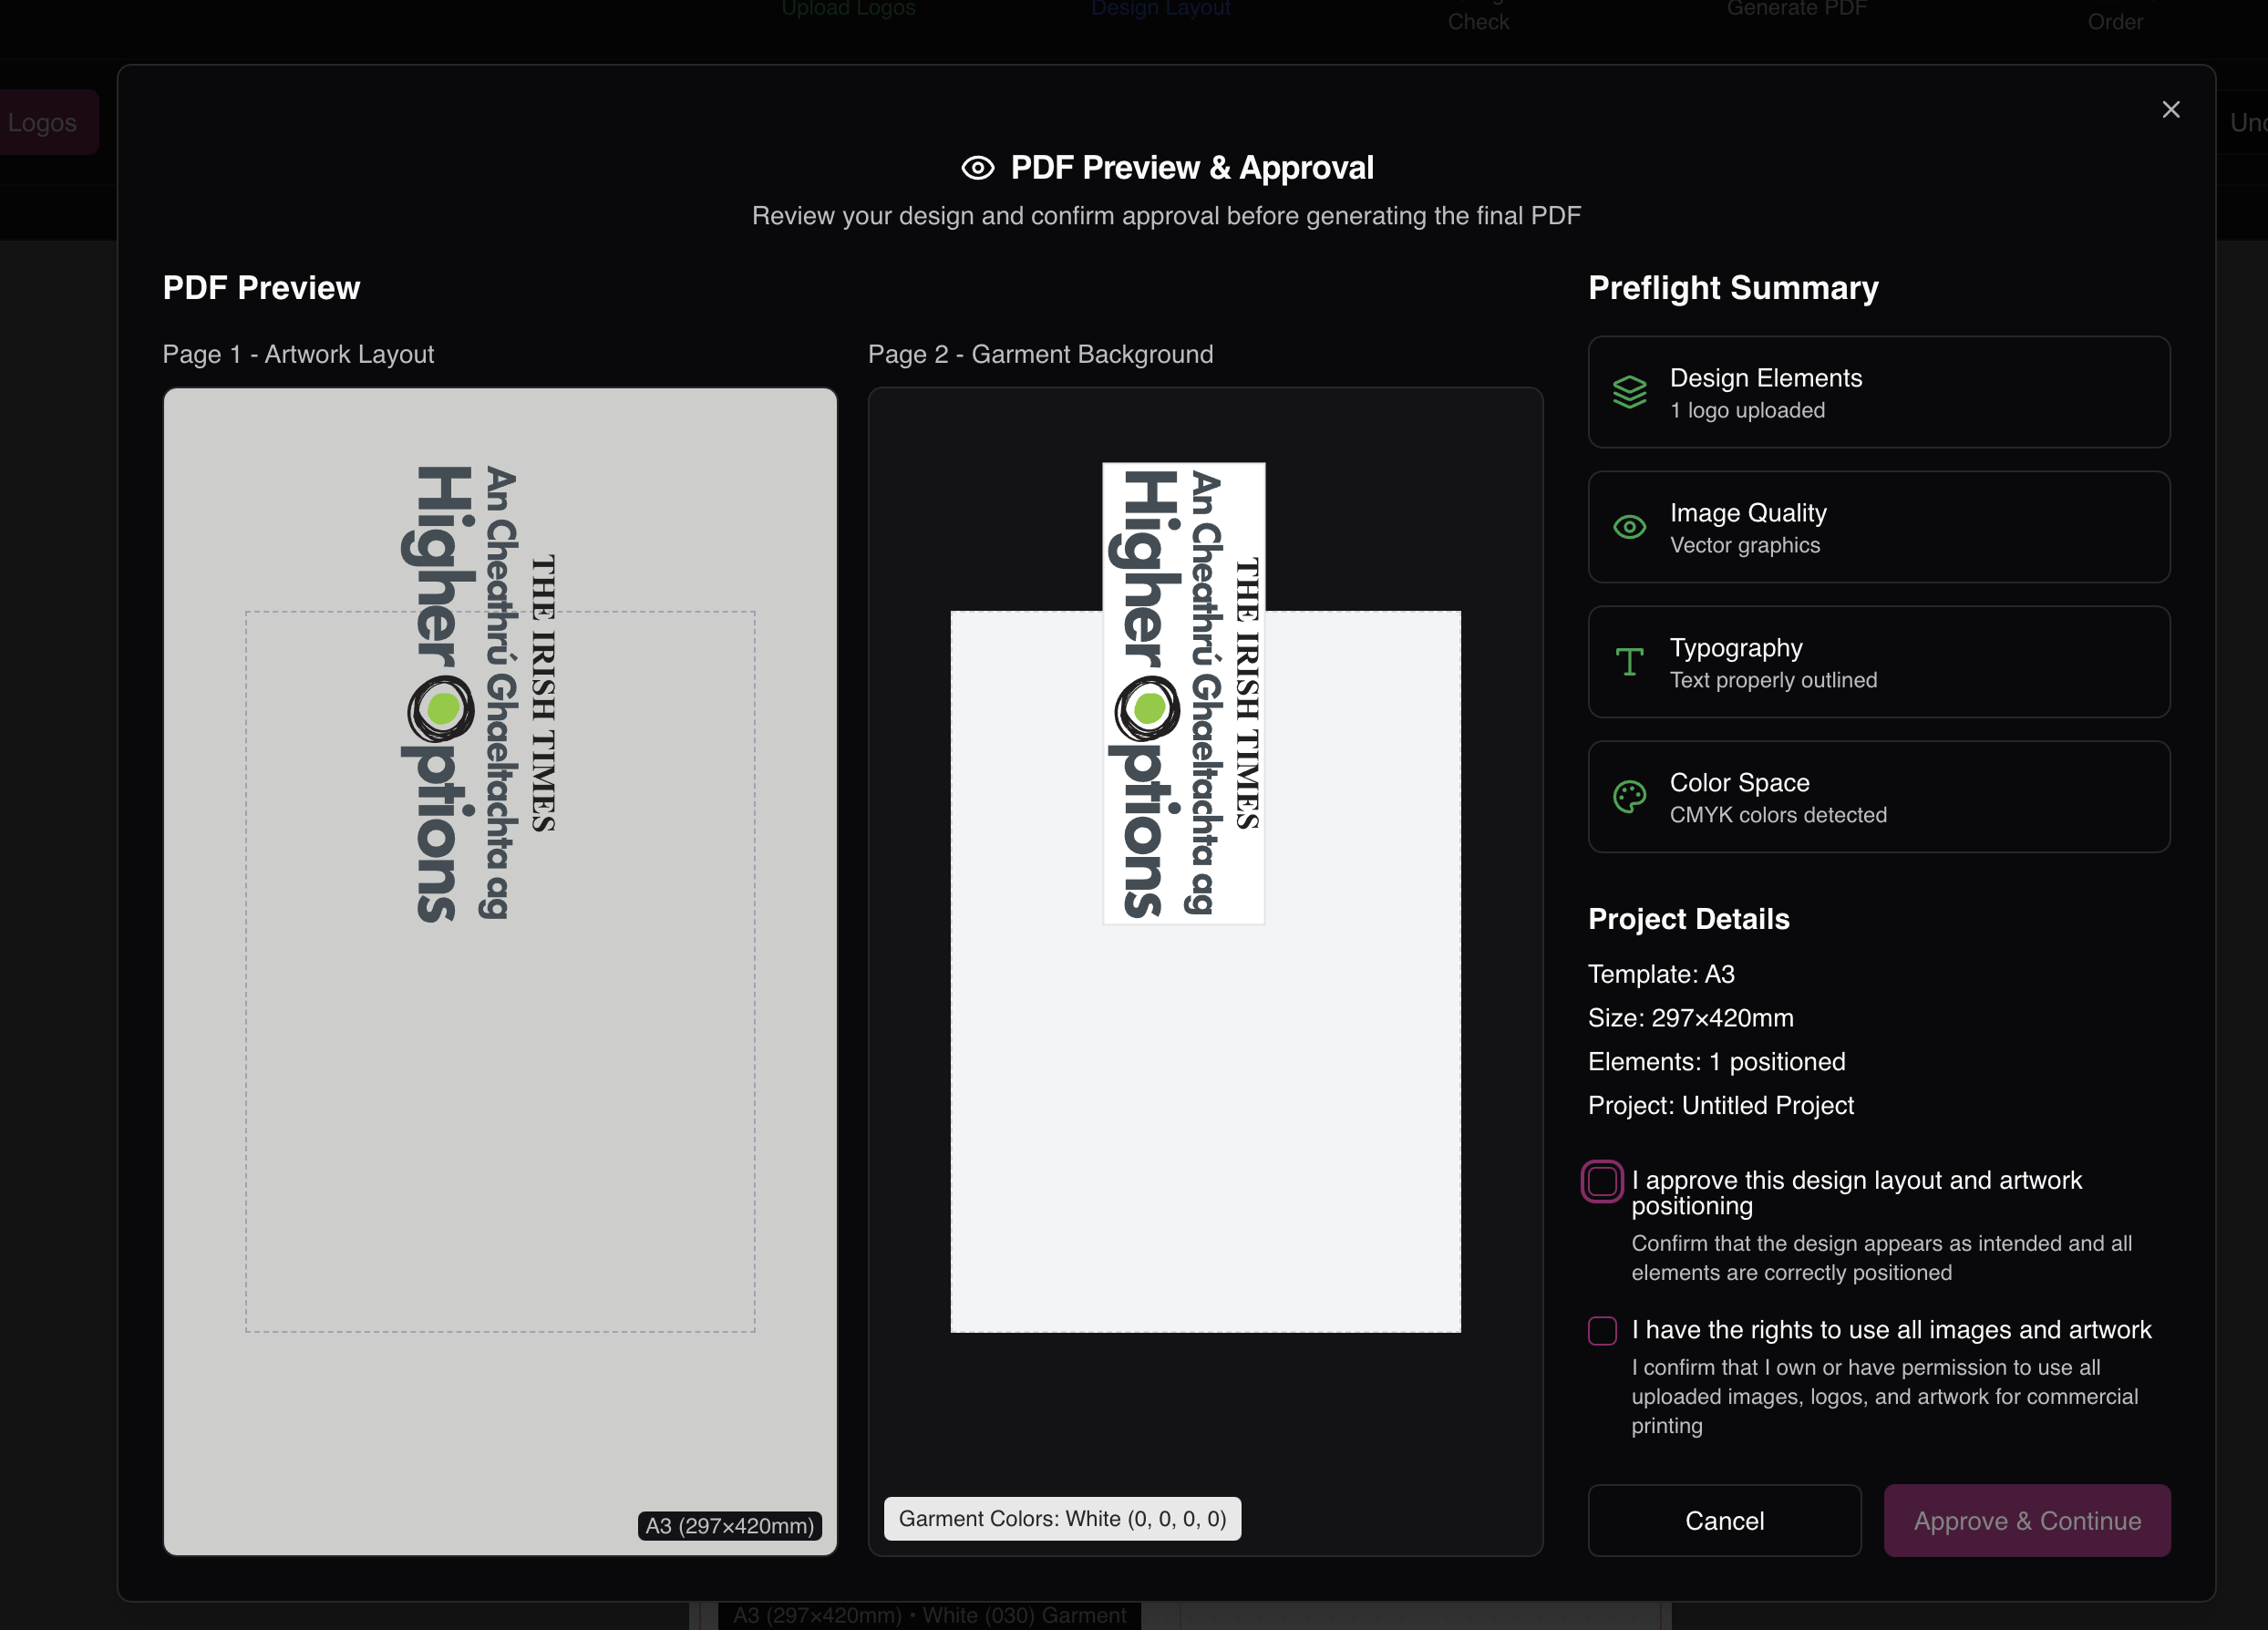 Upload Logos
Design Layout
Check
Generate PDF
Order
Logos
PDF Preview & Approval
Review your design and confirm approval before generating the final PDF
PDF Preview
Page 1 - Artwork Layout
THE IRISH TIMES
An Cheathrú Ghaeltachta ag
Higher Options
A3 (297×420mm)
Page 2 - Garment Background
THE IRISH TIMES
An Cheathrú Ghaeltachta ag
Higher Options
Garment Colors: White (0, 0, 0, 0)
Preflight Summary
Design Elements
1 logo uploaded
Image Quality
Vector graphics
Typography
Text properly outlined
Color Space
CMYK colors detected
Project Details
Template: A3
Size: 297×420mm
Elements: 1 positioned
Project: Untitled Project
I approve this design layout and artwork
positioning
Confirm that the design appears as intended and all
elements are correctly positioned
I have the rights to use all images and artwork
I confirm that I own or have permission to use all
uploaded images, logos, and artwork for commercial
printing
Cancel
Approve & Continue
A3 (297×420mm) • White (030) Garment